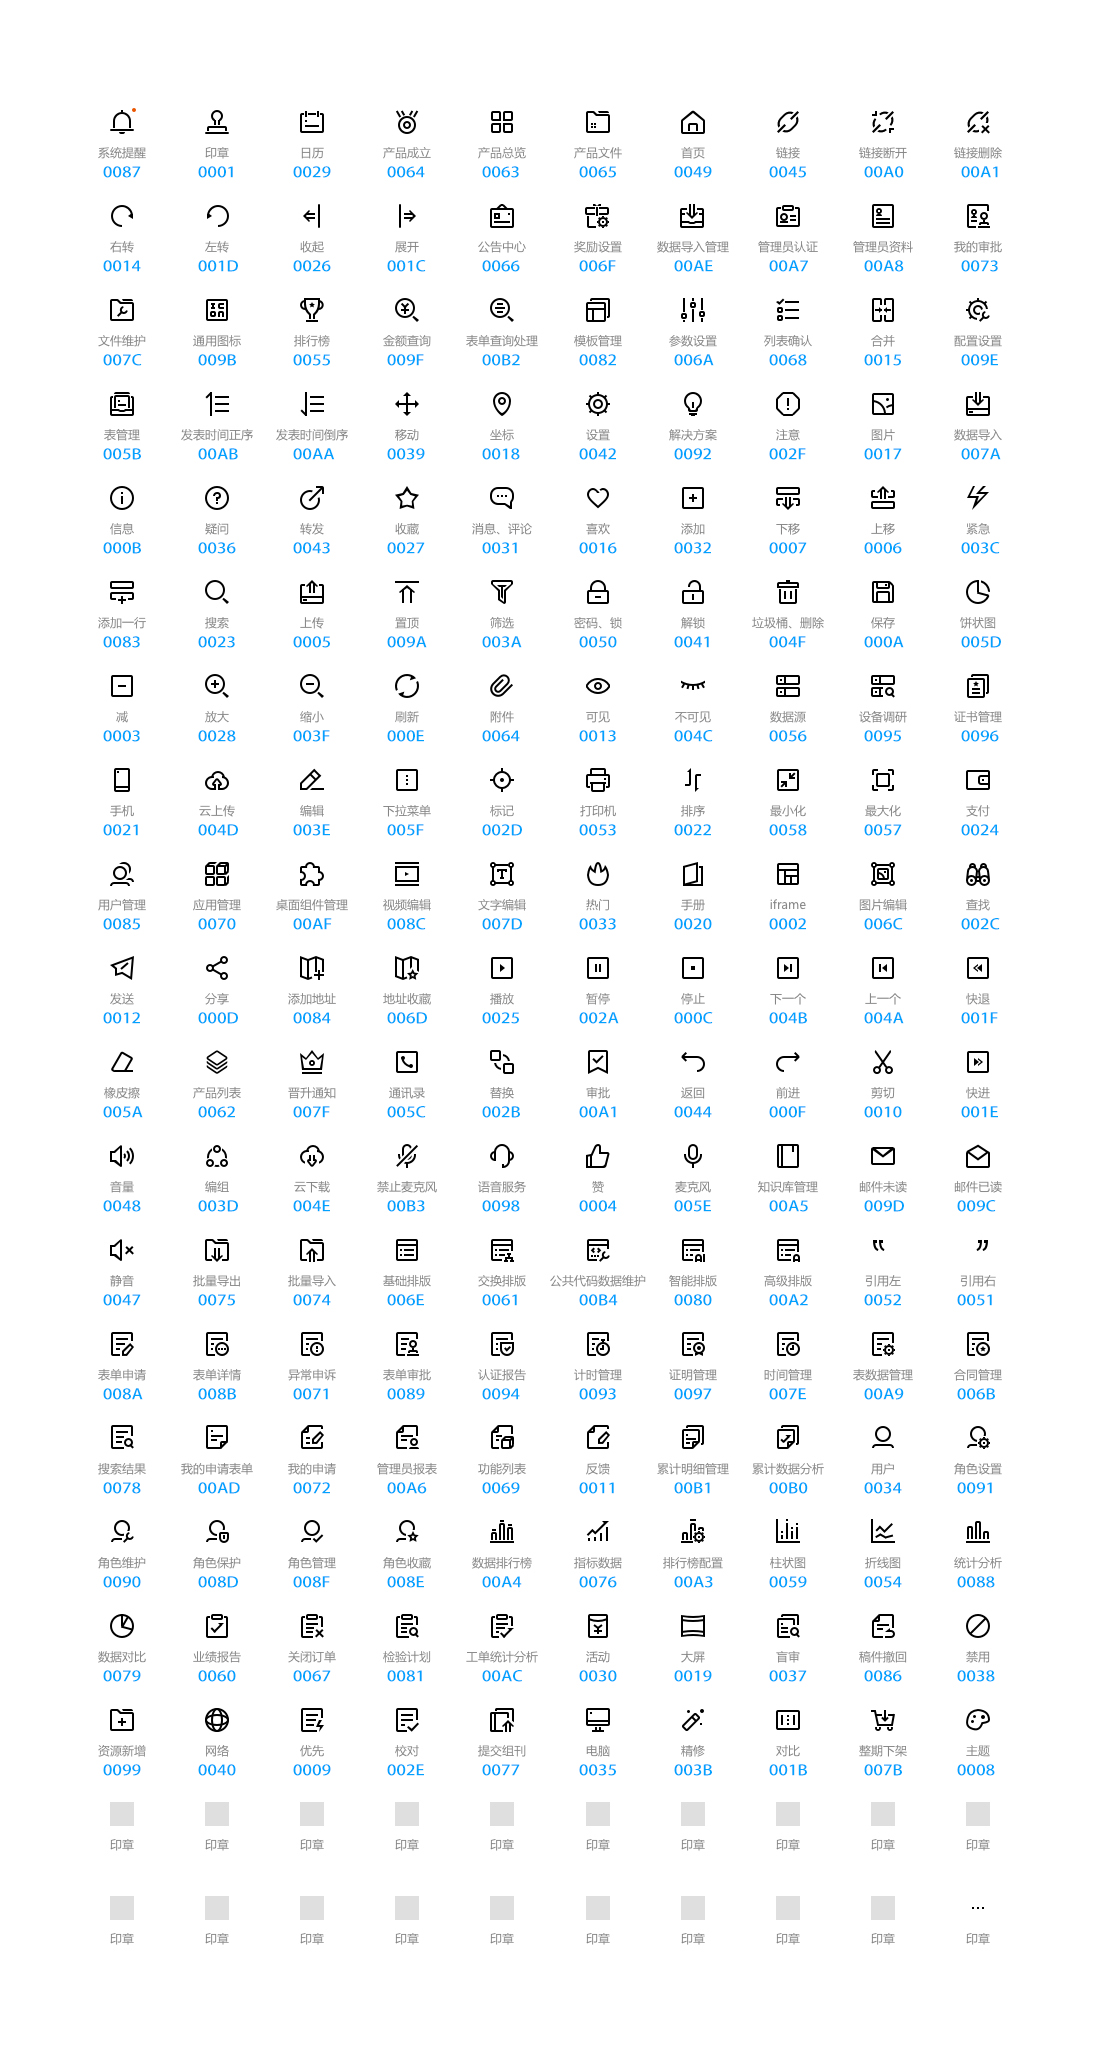 系统提醒 印章 日历 产品成立 产品总览 产品文件 首页 链接 链接断开 链接删除
0087 0001 0029 0064 0063 0065 0049 0045 00A0 00A1
右转 左转 收起 展开 公告中心 奖励设置 数据导入管理 管理员认证 管理员资料 我的审批
0014 001D 0026 001C 0066 006F 00AE 00A7 00A8 0073
文件维护 通用图标 排行榜 金额查询 表单查询处理 模板管理 参数设置 列表确认 合并 配置设置
007C 009B 0055 009F 00B2 0082 006A 0068 0015 009E
表管理 发表时间正序 发表时间倒序 移动 坐标 设置 解决方案 注意 图片 数据导入
005B 00AB 00AA 0039 0018 0042 0092 002F 0017 007A
信息 疑问 转发 收藏 消息、评论 喜欢 添加 下移 上移 紧急
000B 0036 0043 0027 0031 0016 0032 0007 0006 003C
添加一行 搜索 上传 置顶 筛选 密码、锁 解锁 垃圾桶、删除 保存 饼状图
0083 0023 0005 009A 003A 0050 0041 004F 000A 005D
减 放大 缩小 刷新 附件 可见 不可见 数据源 设备调研 证书管理
0003 0028 003F 000E 0064 0013 004C 0056 0095 0096
手机 云上传 编辑 下拉菜单 标记 打印机 排序 最小化 最大化 支付
0021 004D 003E 005F 002D 0053 0022 0058 0057 0024
用户管理 应用管理 桌面组件管理 视频编辑 文字编辑 热门 手册 iframe 图片编辑 查找
0085 0070 00AF 008C 007D 0033 0020 0002 006C 002C
发送 分享 添加地址 地址收藏 播放 暂停 停止 下一个 上一个 快退
0012 000D 0084 006D 0025 002A 000C 004B 004A 001F
橡皮擦 产品列表 晋升通知 通讯录 替换 审批 返回 前进 剪切 快进
005A 0062 007F 005C 002B 00A1 0044 000F 0010 001E
音量 编组 云下载 禁止麦克风 语音服务 赞 麦克风 知识库管理 邮件未读 邮件已读
0048 003D 004E 00B3 0098 0004 005E 00A5 009D 009C
静音 批量导出 批量导入 基础排版 交换排版 公共代码数据维护 智能排版 高级排版 引用左 引用右
0047 0075 0074 006E 0061 00B4 0080 00A2 0052 0051
表单申请 表单详情 异常申诉 表单审批 认证报告 计时管理 证明管理 时间管理 表数据管理 合同管理
008A 008B 0071 0089 0094 0093 0097 007E 00A9 006B
搜索结果 我的申请表单 我的申请 管理员报表 功能列表 反馈 累计明细管理 累计数据分析 用户 角色设置
0078 00AD 0072 00A6 0069 0011 00B1 00B0 0034 0091
角色维护 角色保护 角色管理 角色收藏 数据排行榜 指标数据 排行榜配置 柱状图 折线图 统计分析
0090 008D 008F 008E 00A4 0076 00A3 0059 0054 0088
数据对比 业绩报告 关闭订单 检验计划 工单统计分析 活动 大屏 盲审 稿件撤回 禁用
0079 0060 0067 0081 00AC 0030 0019 0037 0086 0038
资源新增 网络 优先 校对 提交组刊 电脑 精修 对比 整期下架 主题
0099 0040 0009 002E 0077 0035 003B 001B 007B 0008
印章 印章 印章 印章 印章 印章 印章 印章 印章 印章
印章 印章 印章 印章 印章 印章 印章 印章 印章 印章